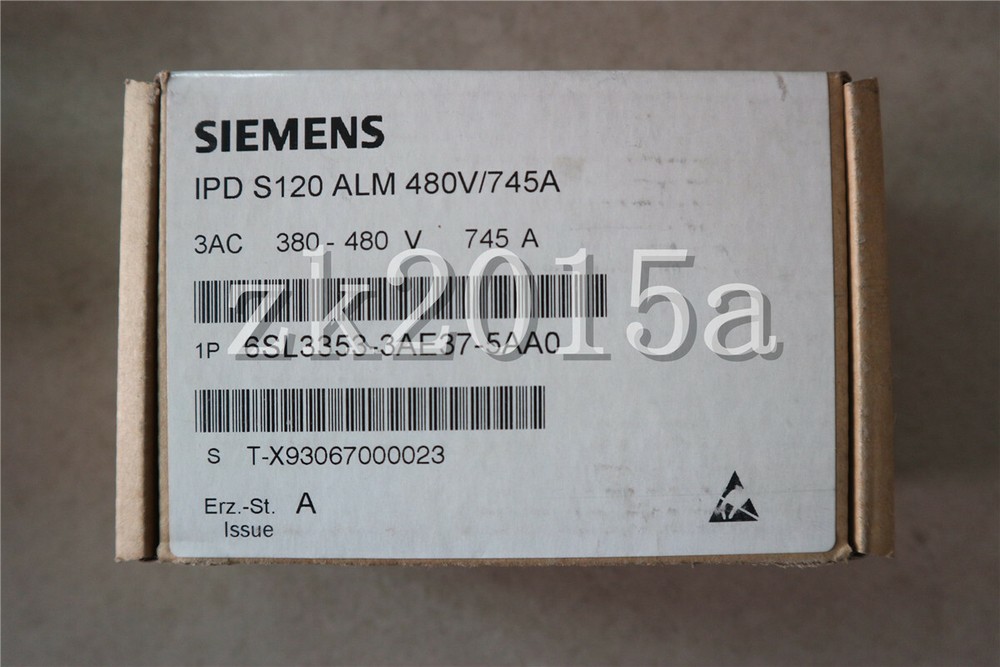 SIEMENS
IPD S120 ALM 480V/745A
3AC 380 - 480 V 745 A
zk2015a
1P 6SL3353-3AE37-5AA0
S T-X93067000023
Erz.-St. A
Issue